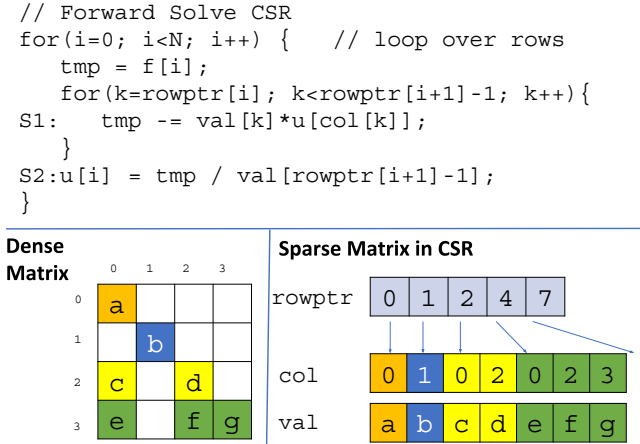 // Forward Solve CSR
for(i=0; i<N; i++) {   // loop over rows
tmp = f[i];
for(k=rowptr[i]; k<rowptr[i+1]-1; k++){
S1:   tmp -= val[k]*u[col[k]];
}
S2:u[i] = tmp / val[rowptr[i+1]-1];
}
Dense
Matrix
0 1 2 3
0 a
1 b
2 c d
3 e f g
Sparse Matrix in CSR
rowptr 0 1 2 4 7
col 0 1 0 2 0 2 3
val a b c d e f g